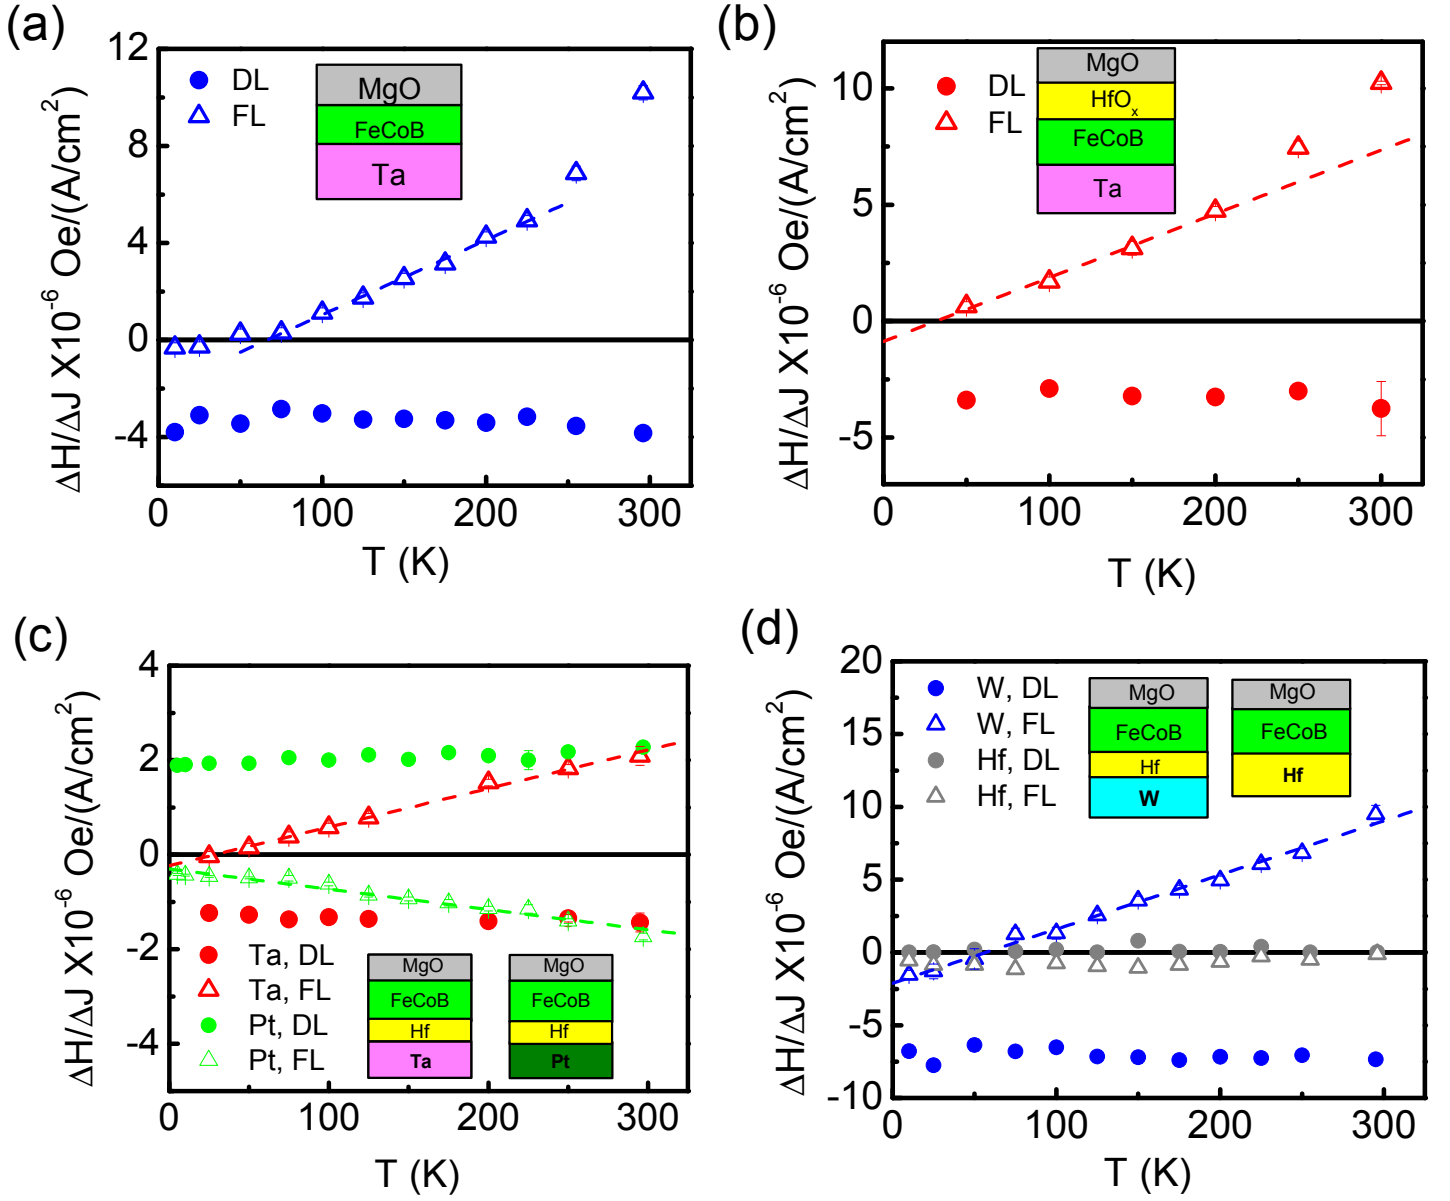 (a)
ΔH/ΔJ X10⁻⁶ Oe/(A/cm²)
12
8
4
0
-4
DL
FL
MgO
FeCoB
Ta
0 100 200 300
T (K)
(b)
ΔH/ΔJ X10⁻⁶ Oe/(A/cm²)
10
5
0
-5
DL
FL
MgO
HfOₓ
FeCoB
Ta
0 100 200 300
T (K)
(c)
ΔH/ΔJ X10⁻⁶ Oe/(A/cm²)
4
2
0
-2
-4
Ta, DL
Ta, FL
Pt, DL
Pt, FL
MgO
FeCoB
Hf
Ta
MgO
FeCoB
Hf
Pt
0 100 200 300
T (K)
(d)
ΔH/ΔJ X10⁻⁶ Oe/(A/cm²)
20
15
10
5
0
-5
-10
W, DL
W, FL
Hf, DL
Hf, FL
MgO
FeCoB
Hf
W
MgO
FeCoB
Hf
0 100 200 300
T (K)